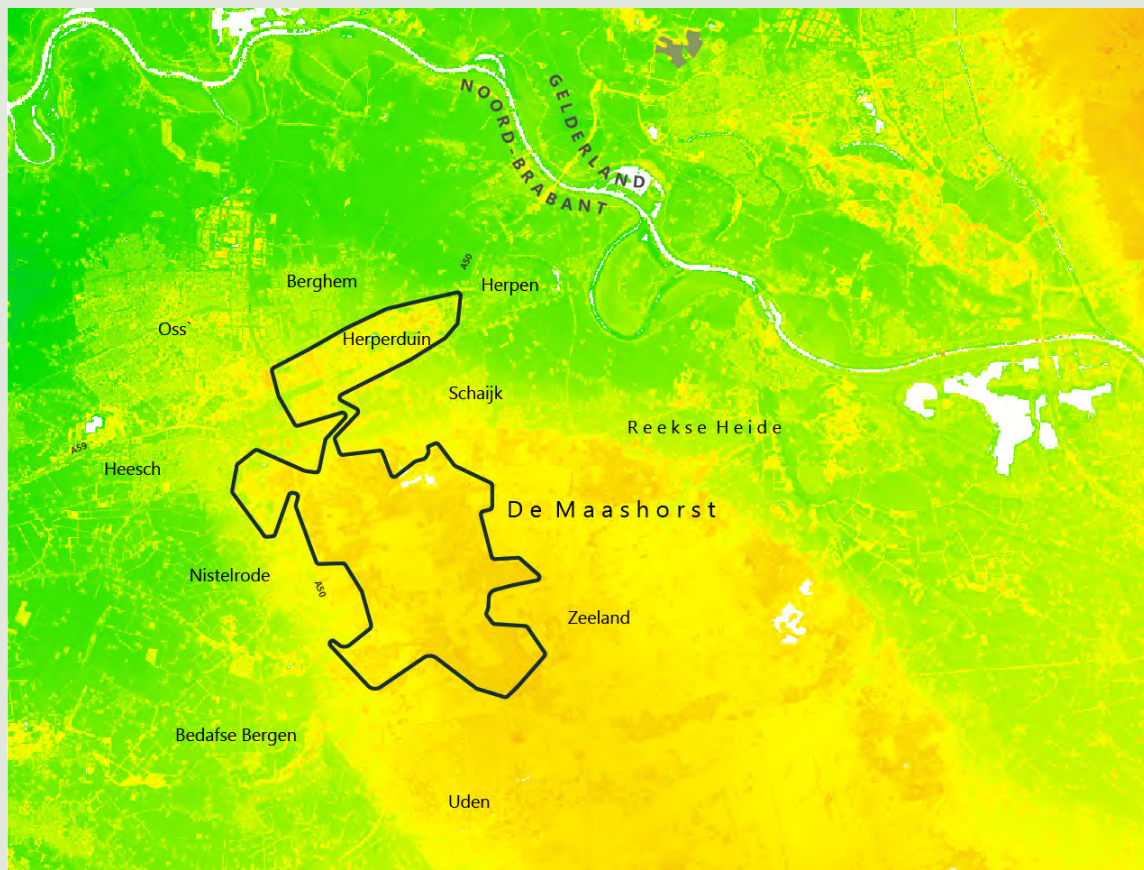 GELDERLAND
NOORD-BRABANT
A50
Berghem
Herpen
Oss`
Herperduin
Schaijk
Reekse Heide
A59
Heesch
De Maashorst
Nistelrode
A50
Zeeland
Bedafse Bergen
Uden